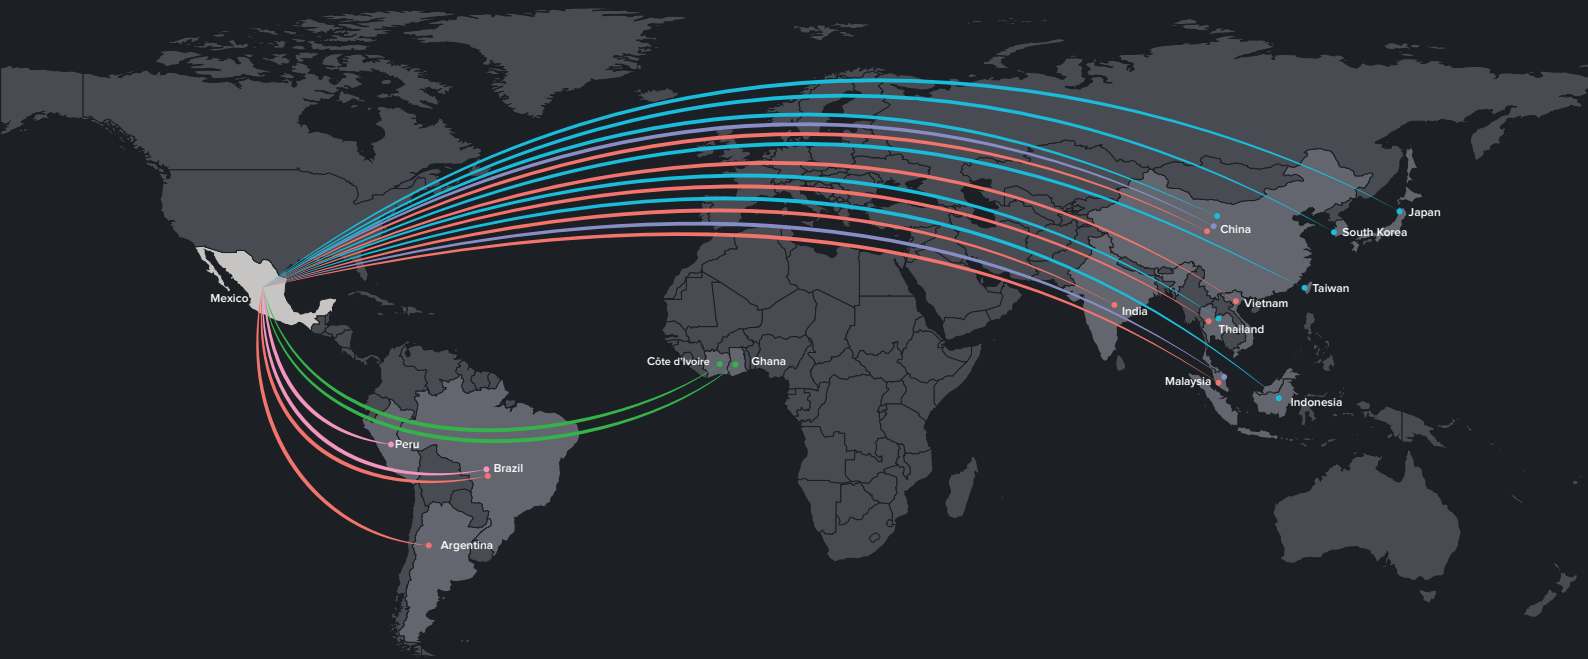 Japan
China
South Korea
Taiwan
Mexico
Vietnam
India
Thailand
Côte d'Ivoire
Ghana
Malaysia
Indonesia
Peru
Brazil
Argentina